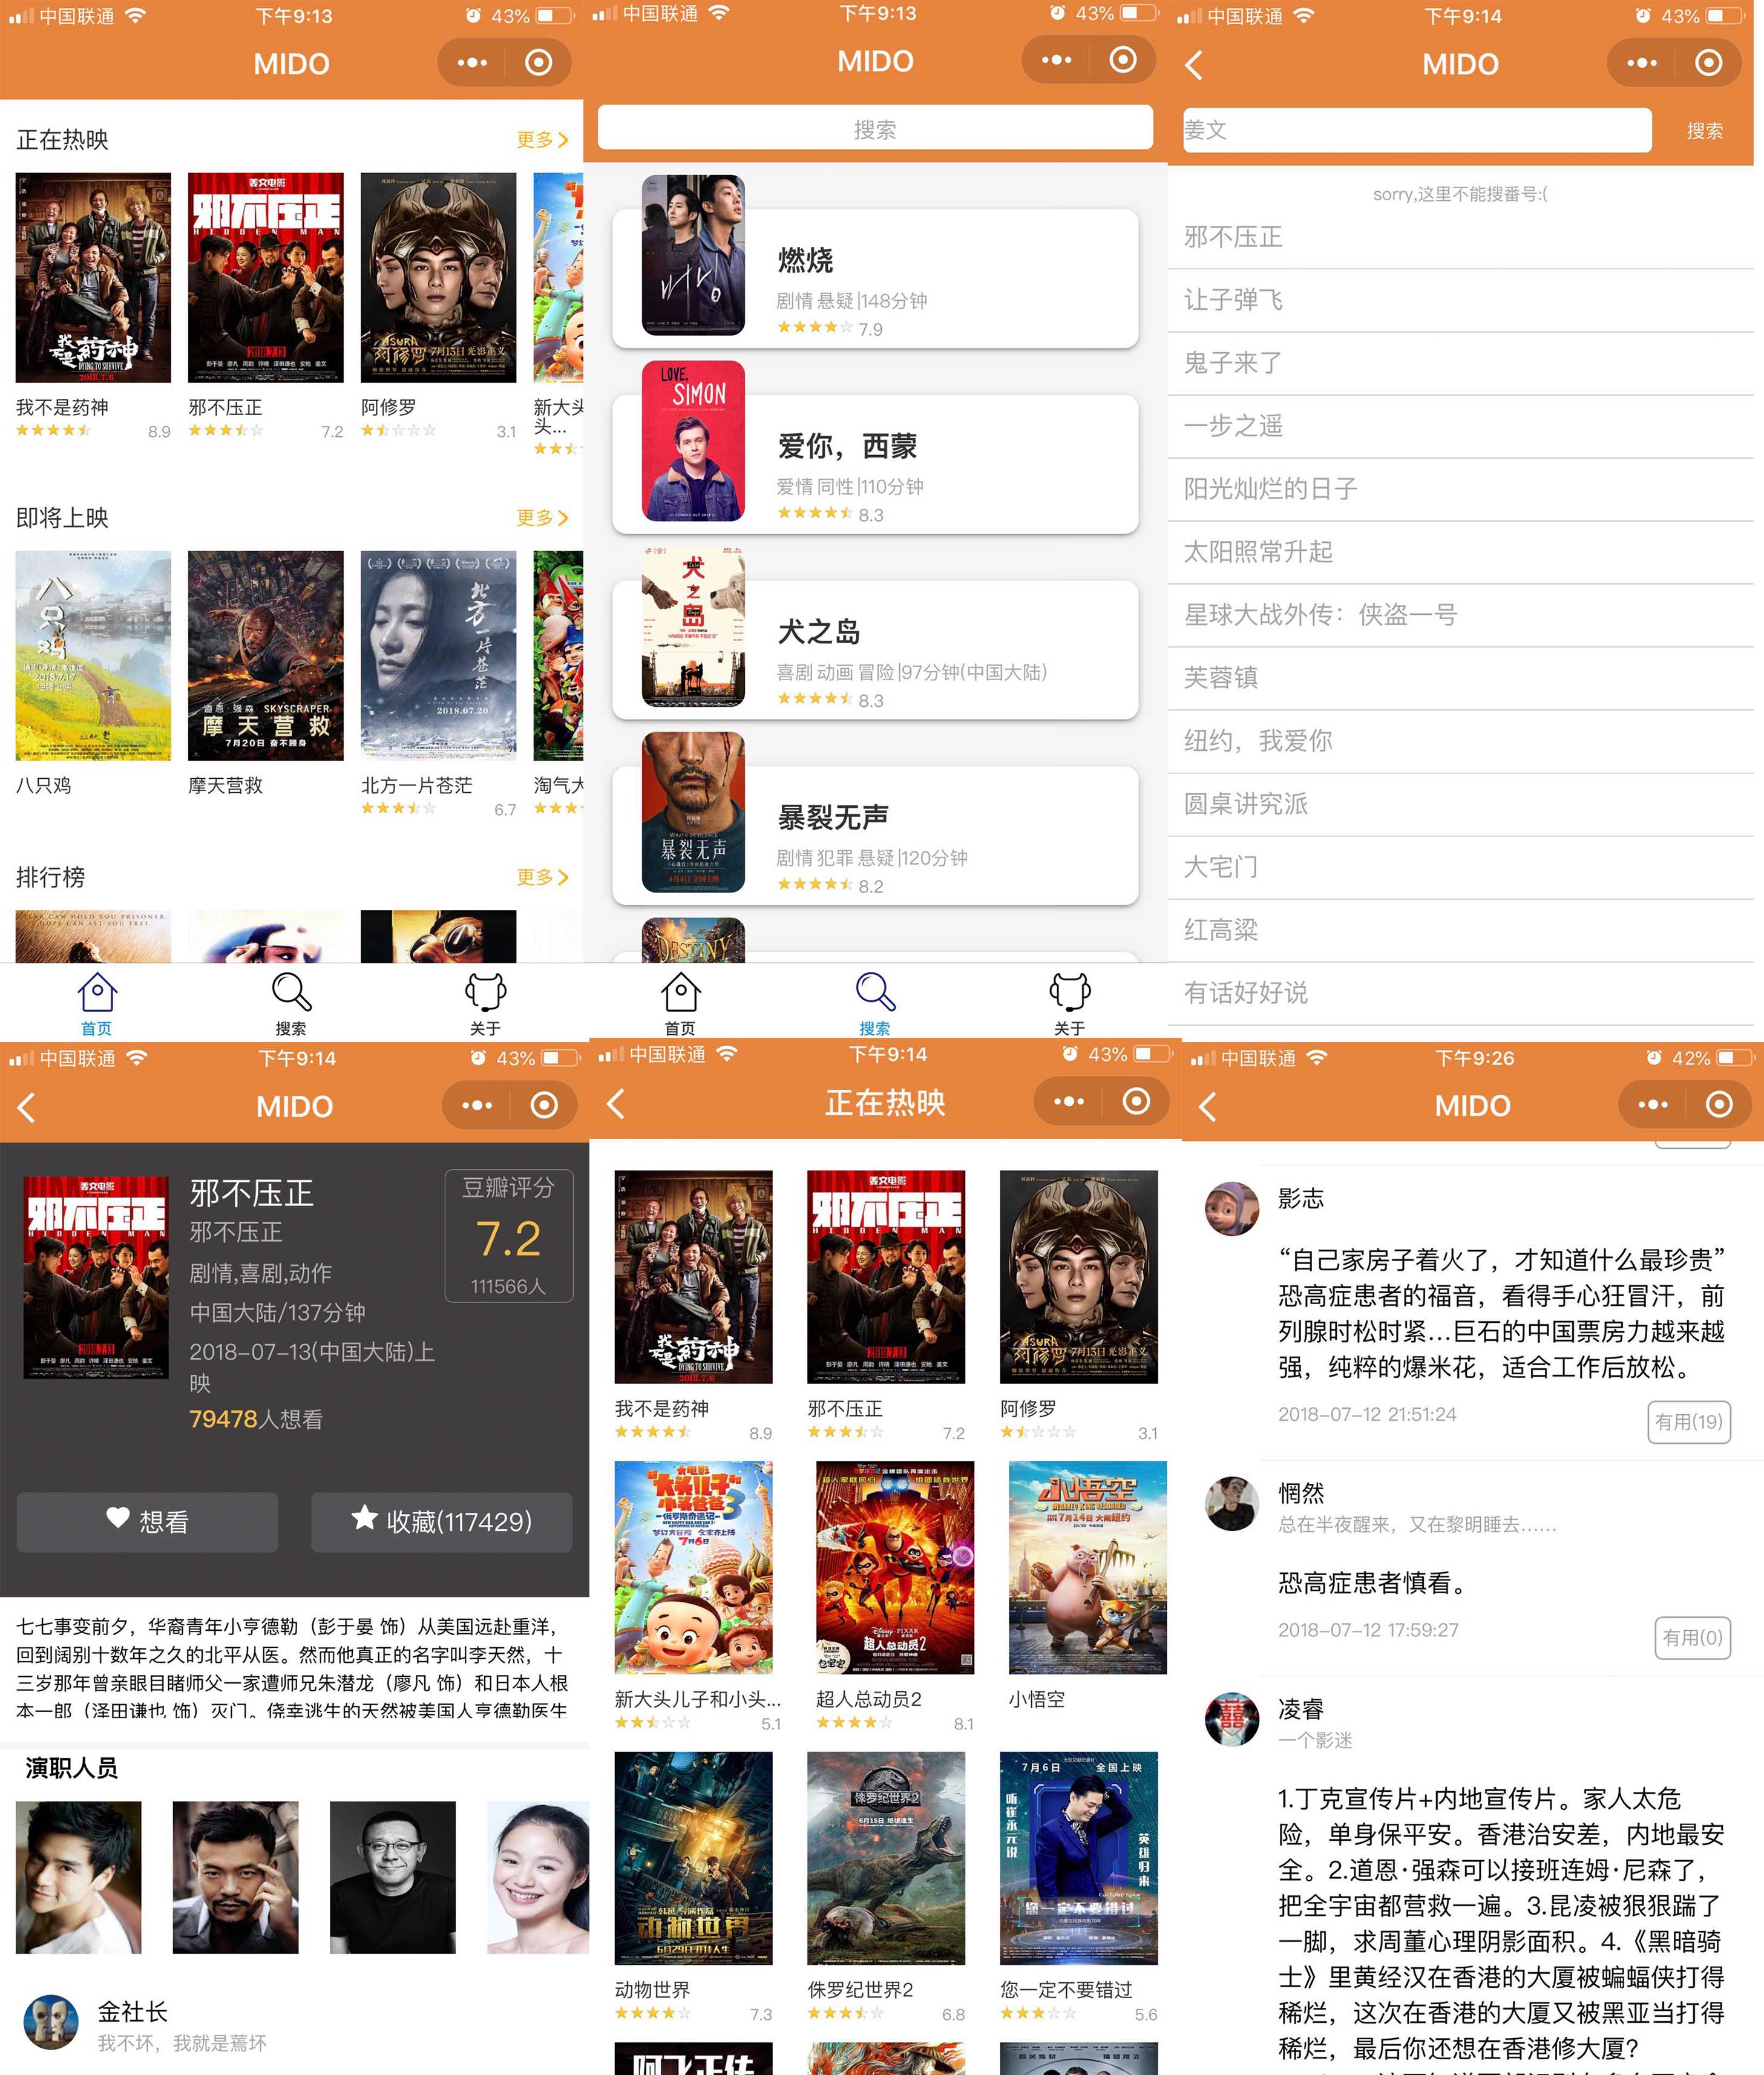 中国联通
下午9:13
43%
MIDO
正在热映
更多
我不是药神
8.9
邪不压正
7.2
阿修罗
3.1
新大头
头...
即将上映
更多
八只鸡
摩天营救
北方一片苍茫
6.7
淘气大
排行榜
更多
首页
搜索
关于
中国联通
下午9:13
43%
MIDO
搜索
LOVE,
SIMON
燃烧
剧情 悬疑|148分钟
7.9
爱你，西蒙
爱情 同性|110分钟
8.3
犬之岛
喜剧 动画 冒险|97分钟(中国大陆)
8.3
暴裂无声
剧情 犯罪 悬疑|120分钟
8.2
DESTINY
首页
搜索
关于
中国联通
下午9:14
43%
MIDO
姜文
搜索
sorry,这里不能搜番号:(
邪不压正
让子弹飞
鬼子来了
一步之遥
阳光灿烂的日子
太阳照常升起
星球大战外传：侠盗一号
芙蓉镇
纽约，我爱你
圆桌讲究派
大宅门
红高粱
有话好好说
中国联通
下午9:14
43%
MIDO
姜文电影
邪不压正
HIDDEN MAN
邪不压正
邪不压正
剧情,喜剧,动作
中国大陆/137分钟
2018-07-13(中国大陆)上
映
79478人想看
豆瓣评分
7.2
111566人
想看
收藏(117429)
七七事变前夕，华裔青年小亨德勒（彭于晏 饰）从美国远赴重洋，
回到阔别十数年之久的北平从医。然而他真正的名字叫李天然，十
三岁那年曾亲眼目睹师父一家遭师兄朱潜龙（廖凡 饰）和日本人根
本一郎（泽田谦也 饰）灭门。侥幸逃生的天然被美国人亨德勒医生
演职人员
金社长
我不坏，我就是蔫坏
中国联通
下午9:14
43%
正在热映
我不是药神
8.9
邪不压正
7.2
阿修罗
3.1
新大头儿子和小头...
5.1
超人总动员2
8.1
小悟空
动物世界
7.3
侏罗纪世界2
6.8
您一定不要错过
5.6
中国联通
下午9:26
42%
MIDO
影志
“自己家房子着火了，才知道什么最珍贵”
恐高症患者的福音，看得手心狂冒汗，前
列腺时松时紧...巨石的中国票房力越来越
强，纯粹的爆米花，适合工作后放松。
2018-07-12 21:51:24
有用(19)
惘然
总在半夜醒来，又在黎明睡去……
恐高症患者慎看。
2018-07-12 17:59:27
有用(0)
凌睿
一个影迷
1.丁克宣传片+内地宣传片。家人太危
险，单身保平安。香港治安差，内地最安
全。2.道恩·强森可以接班连姆·尼森了，
把全宇宙都营救一遍。3.昆凌被狠狠踹了
一脚，求周董心理阴影面积。4.《黑暗骑
士》里黄经汉在香港的大厦被蝙蝠侠打得
稀烂，这次在香港的大厦又被黑亚当打得
稀烂，最后你还想在香港修大厦?